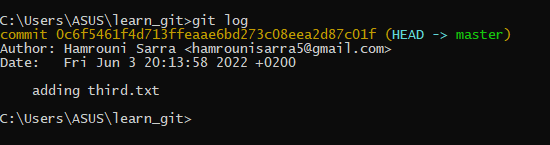 C:\Users\ASUS\learn_git>git log
commit 0c6f5461f4d713ffeaae6bd273c08eea2d87c01f (HEAD -> master)
Author: Hamrouni Sarra <hamrounisarra5@gmail.com>
Date:   Fri Jun 3 20:13:58 2022 +0200
    adding third.txt
C:\Users\ASUS\learn_git>